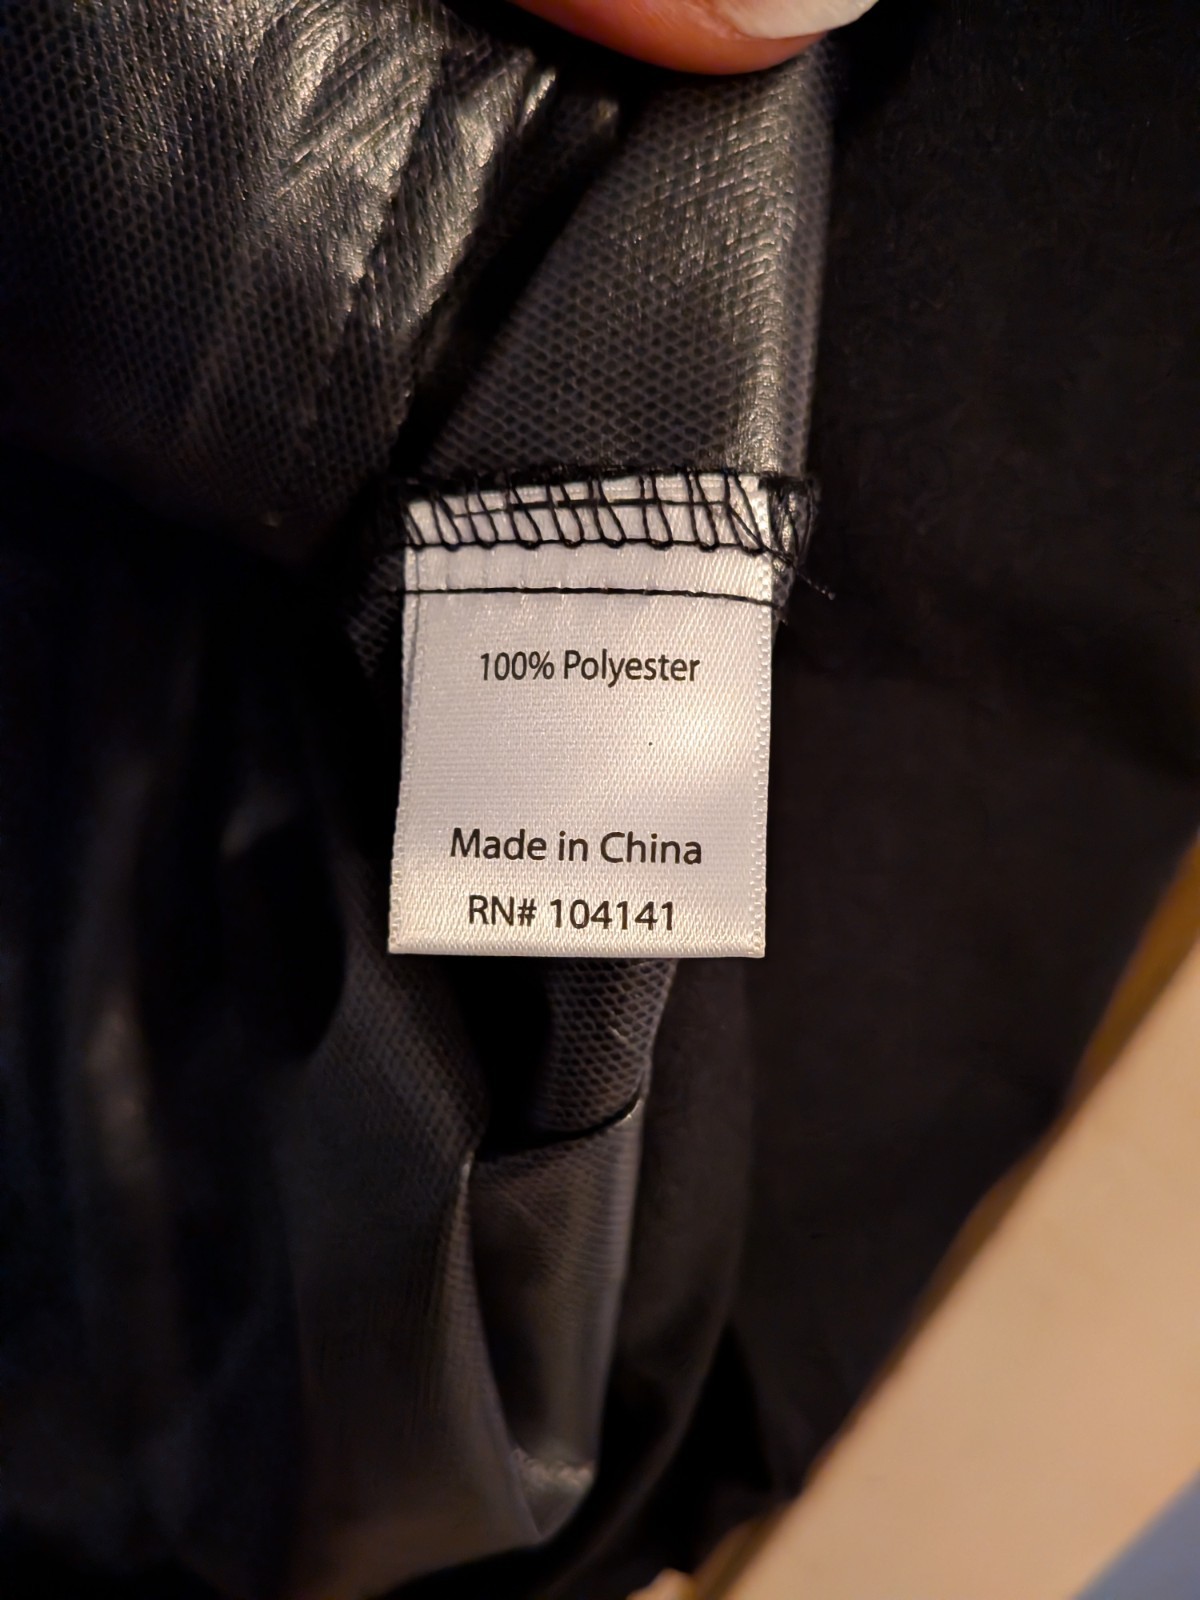 100% Polyester
Made in China
RN# 104141